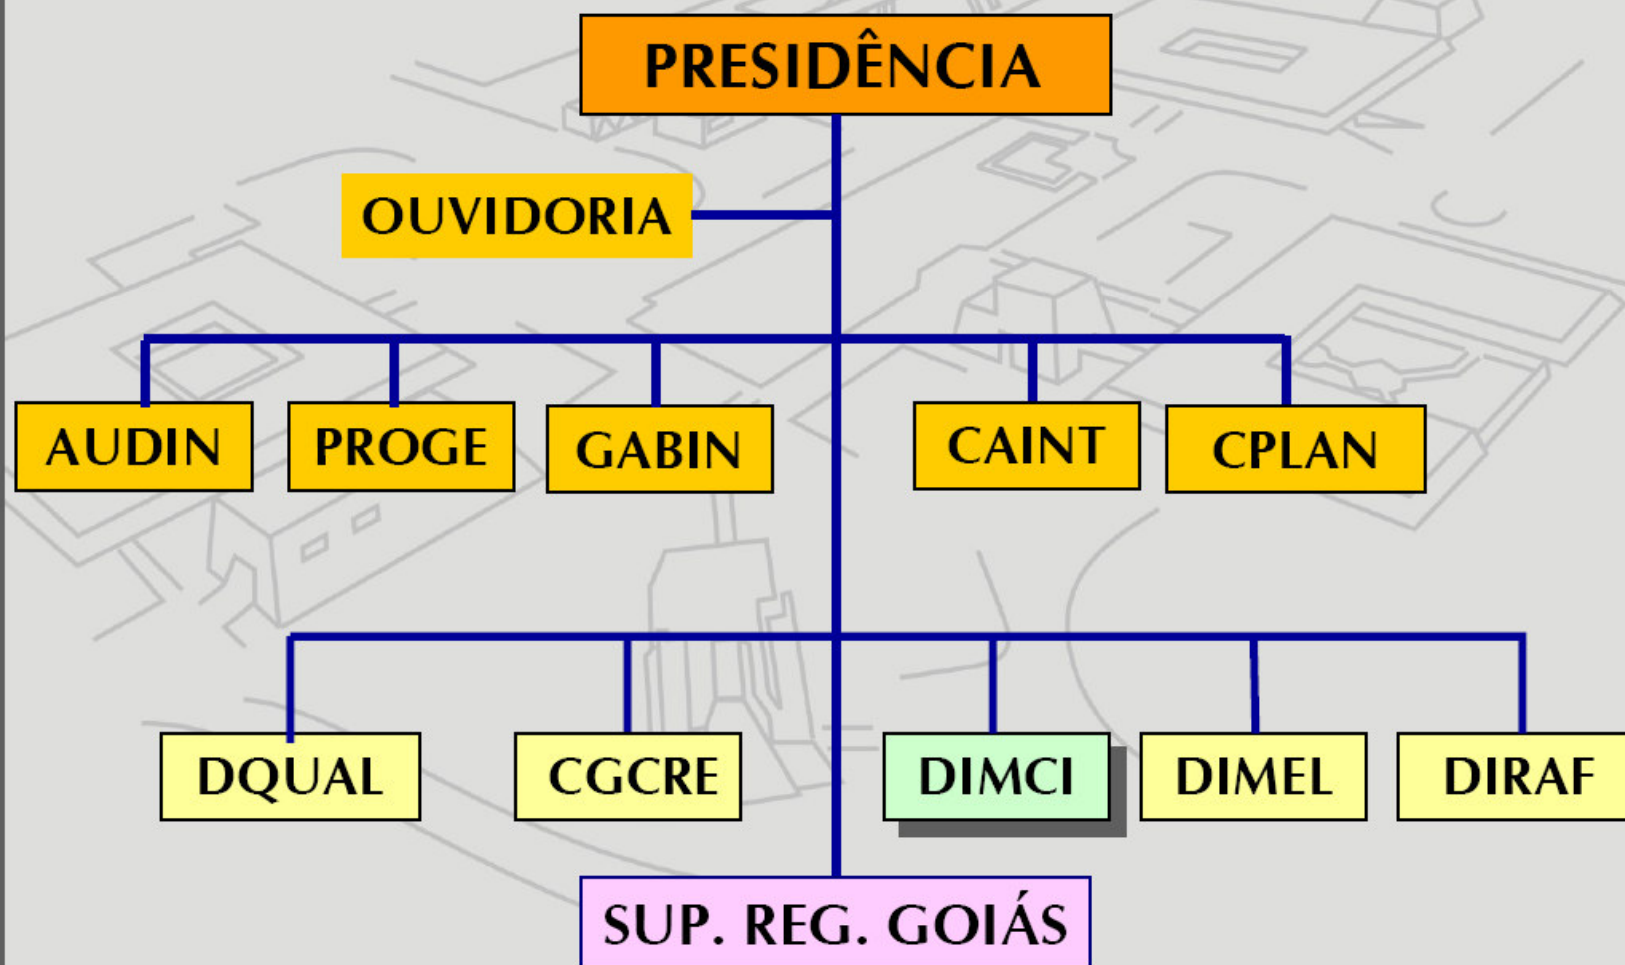 PRESIDÊNCIA
OUVIDORIA
AUDIN
PROGE
GABIN
CAINT
CPLAN
DQUAL
CGCRE
DIMCI
DIMEL
DIRAF
SUP. REG. GOIÁS